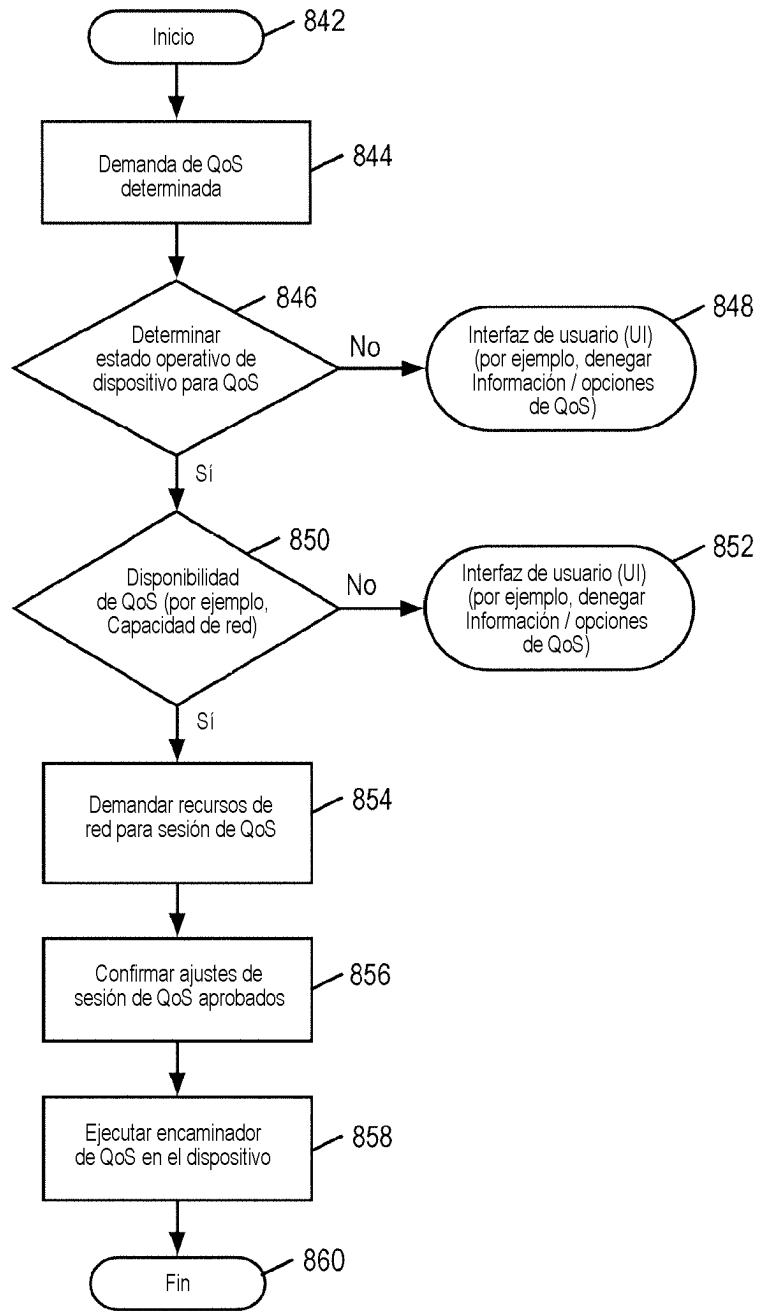 Inicio
842
Demanda de QoS
determinada
844
846
Determinar
estado operativo de
dispositivo para QoS
No
848
Interfaz de usuario (UI)
(por ejemplo, denegar
Información / opciones
de QoS)
Sí
850
Disponibilidad
de QoS (por ejemplo,
Capacidad de red)
No
852
Interfaz de usuario (UI)
(por ejemplo, denegar
Información / opciones
de QoS)
Sí
Demandar recursos de
red para sesión de QoS
854
Confirmar ajustes de
sesión de QoS aprobados
856
Ejecutar encaminador
de QoS en el dispositivo
858
Fin
860